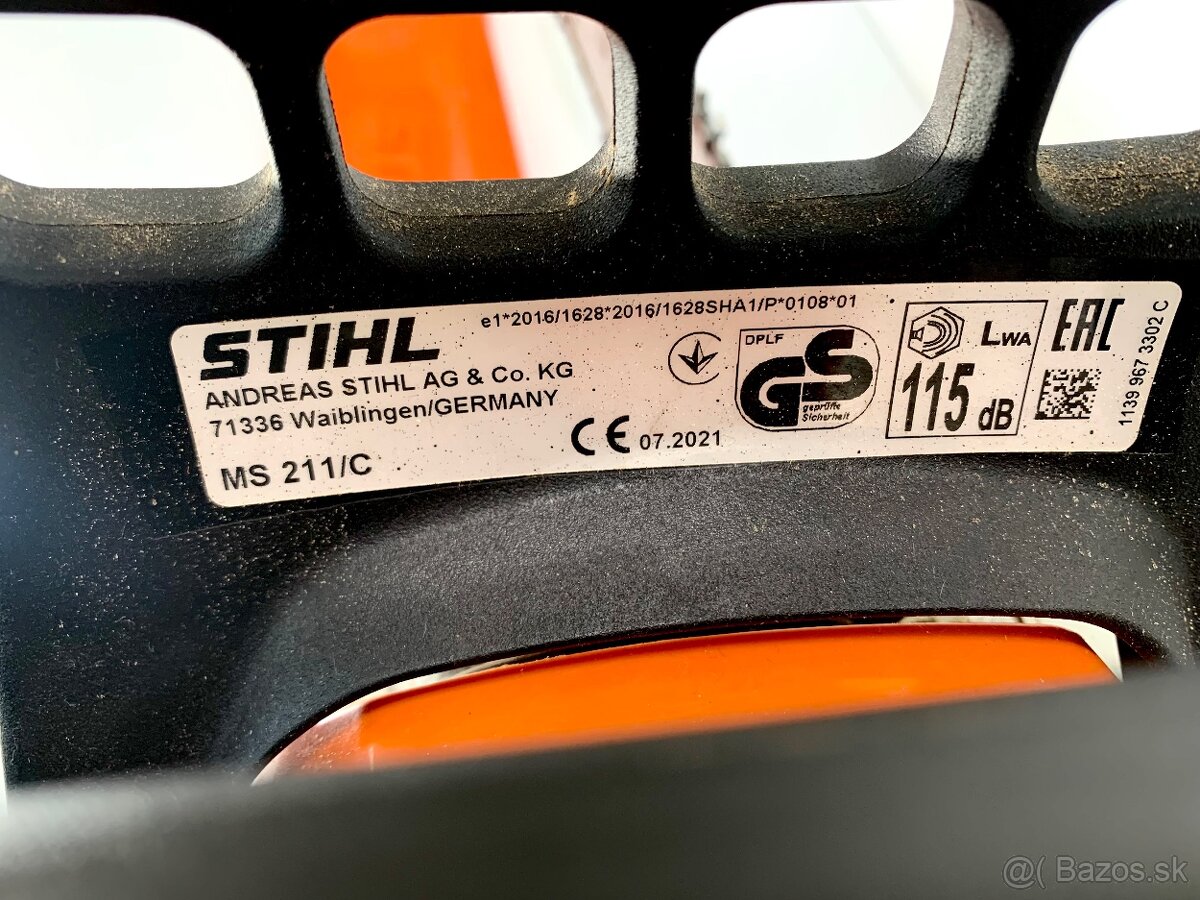 e1*2016/1628*2016/1628SHA1/P*0108*01
STIHL
ANDREAS STIHL AG & Co. KG
71336 Waiblingen/GERMANY
MS 211/C
CE 07.2021
DPLF
GS
geprüfte
Sicherheit
LWA
115 dB
EAC
1139 967 3302 C
@( Bazos.sk